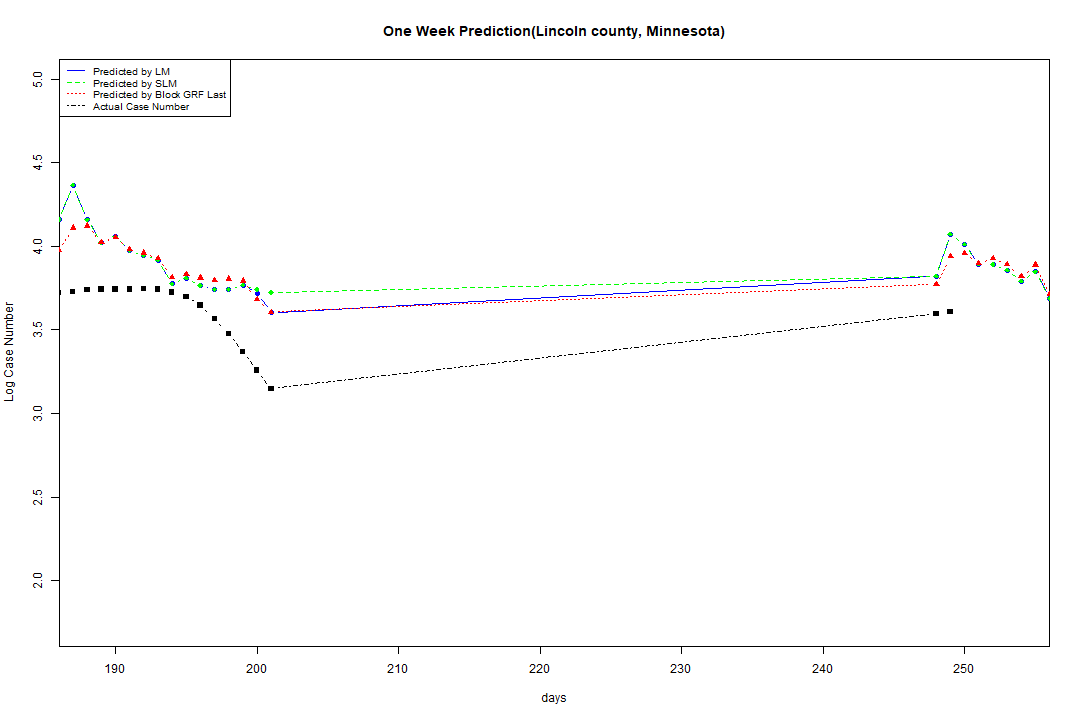 One Week Prediction(Lincoln county, Minnesota)
Predicted by LM
Predicted by SLM
Predicted by Block GRF Last
Actual Case Number
5.0
4.5
4.0
3.5
3.0
2.5
2.0
Log Case Number
190 200 210 220 230 240 250
days